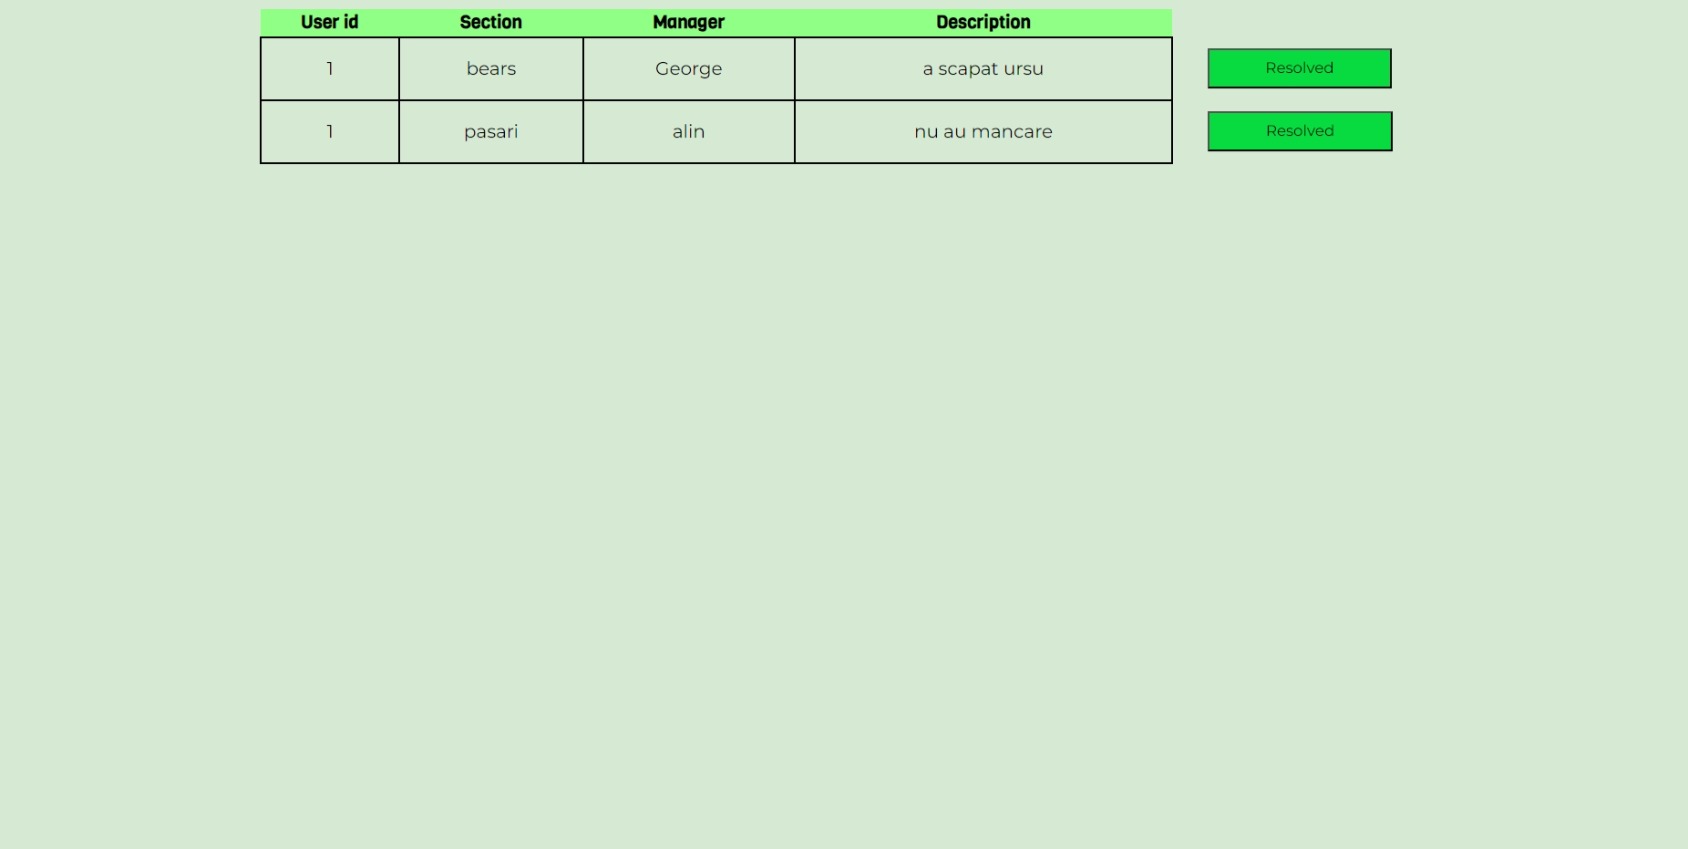 User id Section Manager Description
1 bears George a scapat ursu Resolved
1 pasari alin nu au mancare Resolved